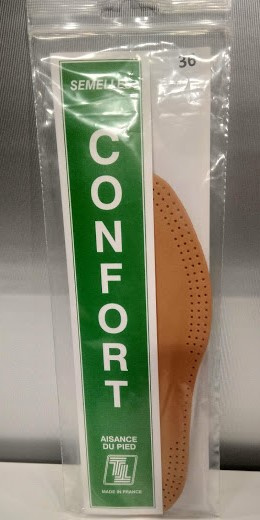 36
SEMELLES
CONFORT
AISANCE
DU PIED
MADE IN FRANCE